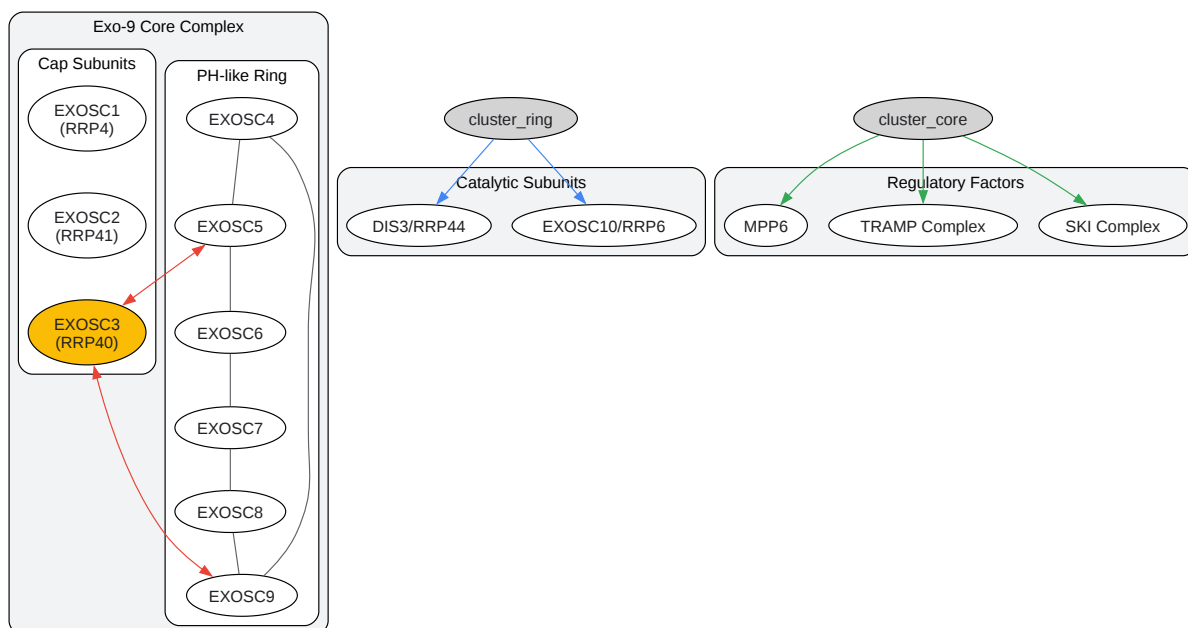 Exo-9 Core Complex
Cap Subunits
EXOSC1
(RRP4)
EXOSC2
(RRP41)
EXOSC3
(RRP40)
PH-like Ring
EXOSC4
EXOSC5
EXOSC6
EXOSC7
EXOSC8
EXOSC9
cluster_ring
Catalytic Subunits
DIS3/RRP44
EXOSC10/RRP6
cluster_core
Regulatory Factors
MPP6
TRAMP Complex
SKI Complex